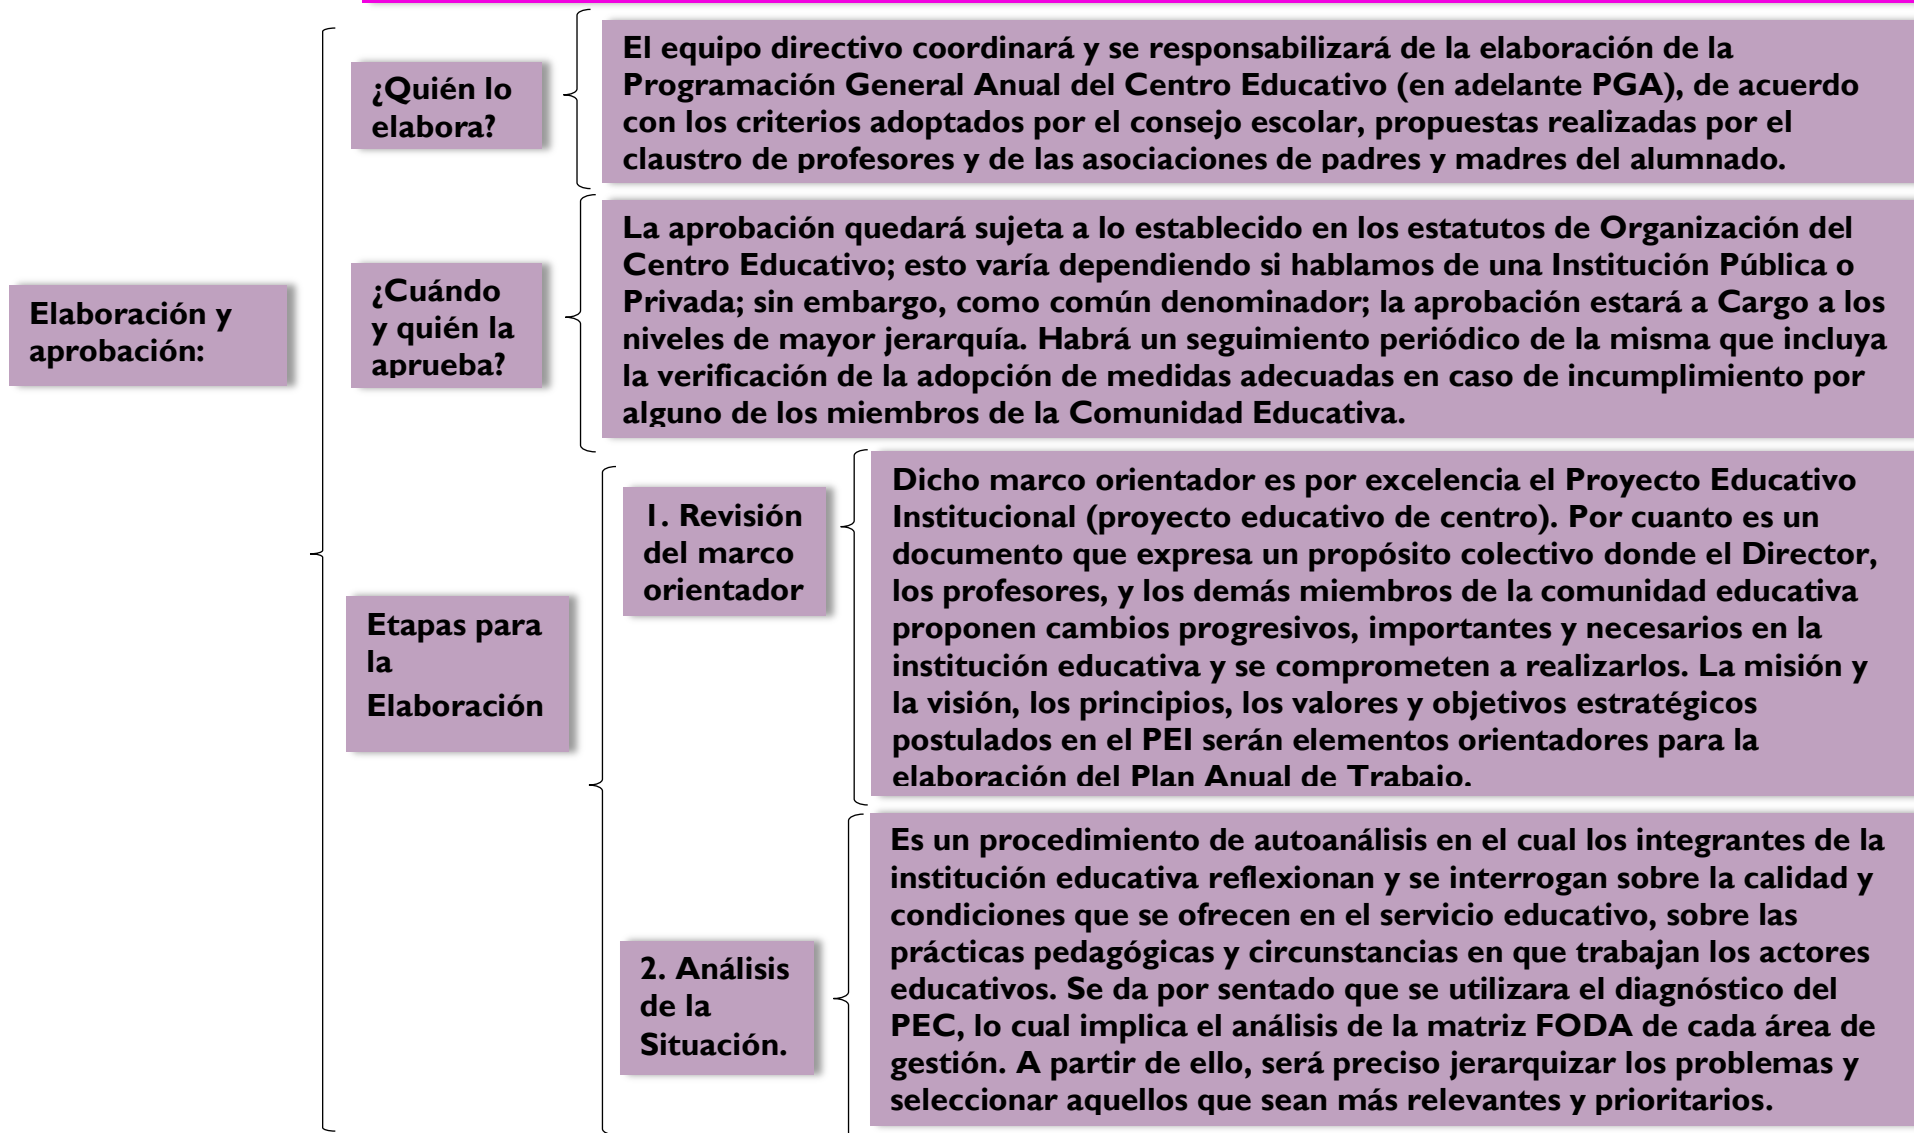 Elaboración y
aprobación:
¿Quién lo
elabora?
El equipo directivo coordinará y se responsabilizará de la elaboración de la
Programación General Anual del Centro Educativo (en adelante PGA), de acuerdo
con los criterios adoptados por el consejo escolar, propuestas realizadas por el
claustro de profesores y de las asociaciones de padres y madres del alumnado.
¿Cuándo
y quién la
aprueba?
La aprobación quedará sujeta a lo establecido en los estatutos de Organización del
Centro Educativo; esto varía dependiendo si hablamos de una Institución Pública o
Privada; sin embargo, como común denominador; la aprobación estará a Cargo a los
niveles de mayor jerarquía. Habrá un seguimiento periódico de la misma que incluya
la verificación de la adopción de medidas adecuadas en caso de incumplimiento por
alguno de los miembros de la Comunidad Educativa.
Etapas para
la
Elaboración
1. Revisión
del marco
orientador
Dicho marco orientador es por excelencia el Proyecto Educativo
Institucional (proyecto educativo de centro). Por cuanto es un
documento que expresa un propósito colectivo donde el Director,
los profesores, y los demás miembros de la comunidad educativa
proponen cambios progresivos, importantes y necesarios en la
institución educativa y se comprometen a realizarlos. La misión y
la visión, los principios, los valores y objetivos estratégicos
postulados en el PEI serán elementos orientadores para la
elaboración del Plan Anual de Trabajo.
2. Análisis
de la
Situación.
Es un procedimiento de autoanálisis en el cual los integrantes de la
institución educativa reflexionan y se interrogan sobre la calidad y
condiciones que se ofrecen en el servicio educativo, sobre las
prácticas pedagógicas y circunstancias en que trabajan los actores
educativos. Se da por sentado que se utilizara el diagnóstico del
PEC, lo cual implica el análisis de la matriz FODA de cada área de
gestión. A partir de ello, será preciso jerarquizar los problemas y
seleccionar aquellos que sean más relevantes y prioritarios.